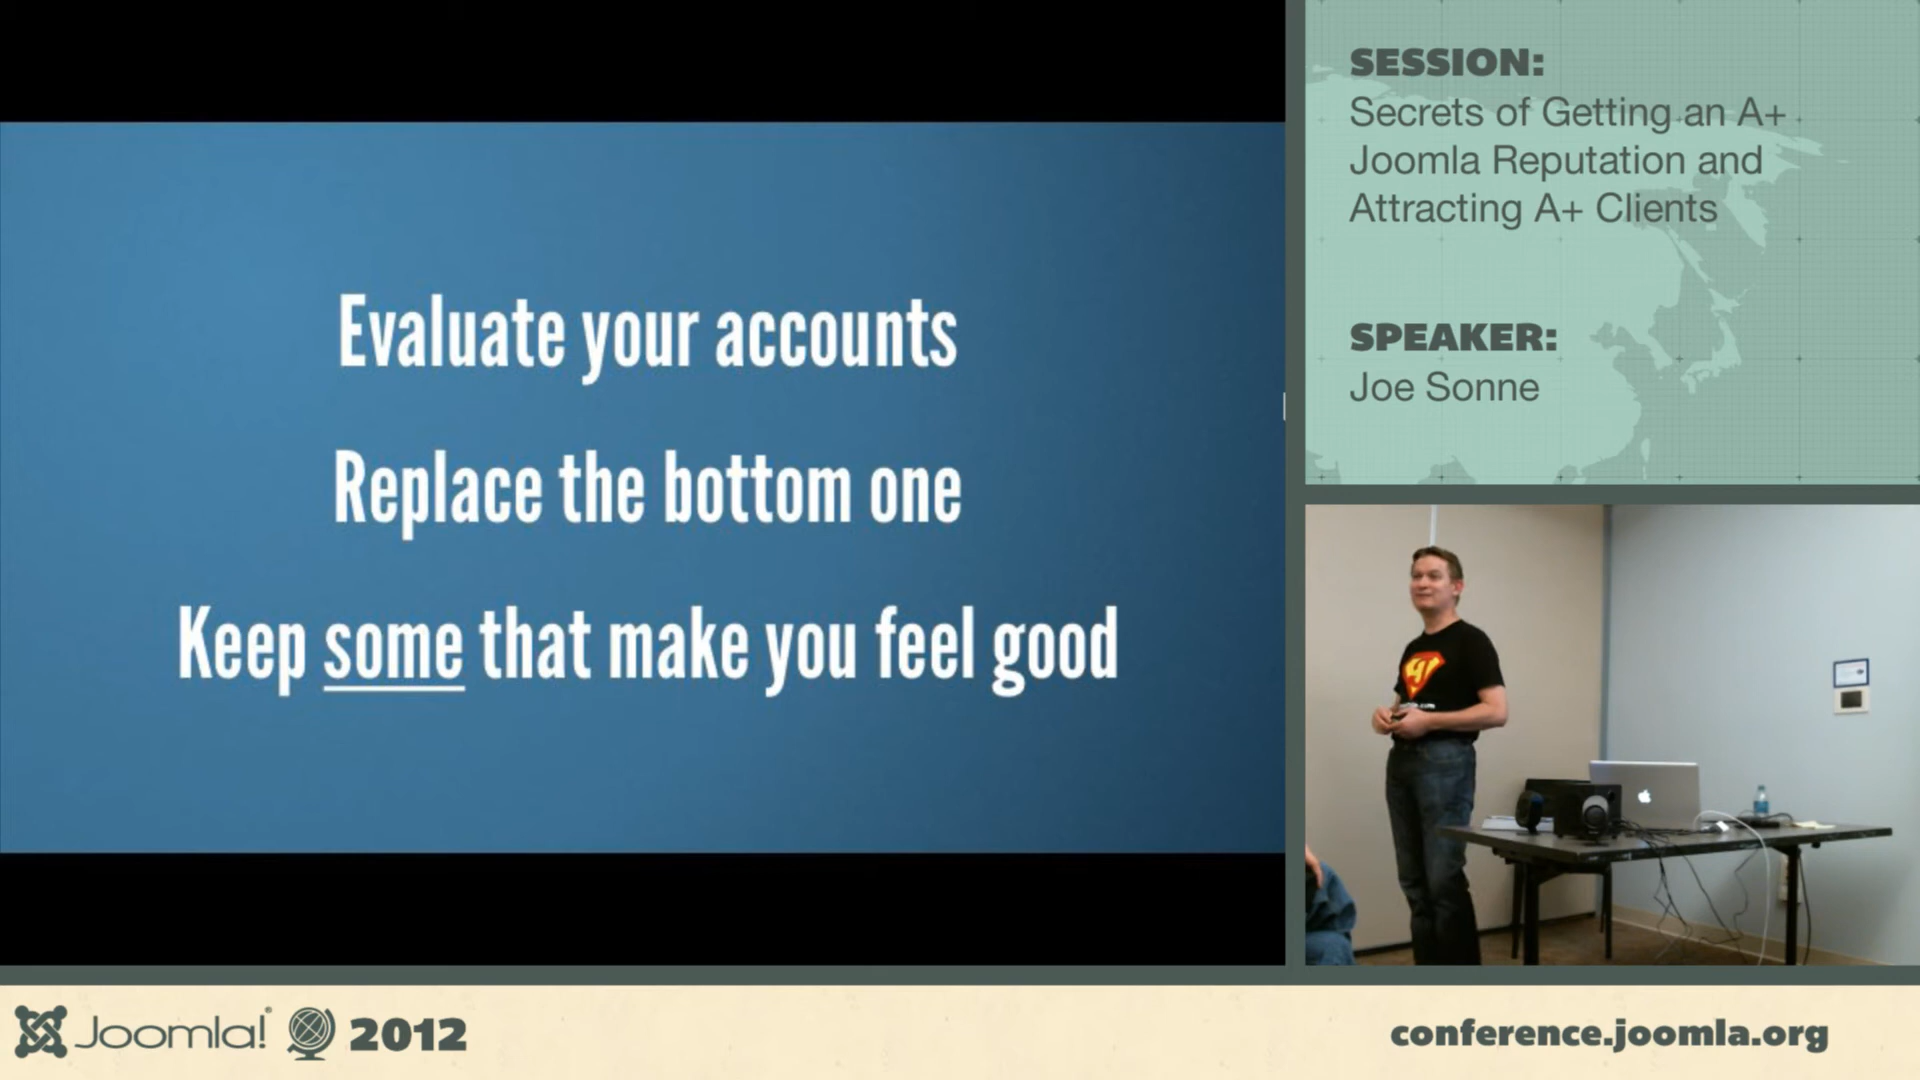 Evaluate your accounts
Replace the bottom one
Keep some that make you feel good
SESSION:
Secrets of Getting an A+
Joomla Reputation and
Attracting A+ Clients
SPEAKER:
Joe Sonne
Joomla!® 2012
conference.joomla.org